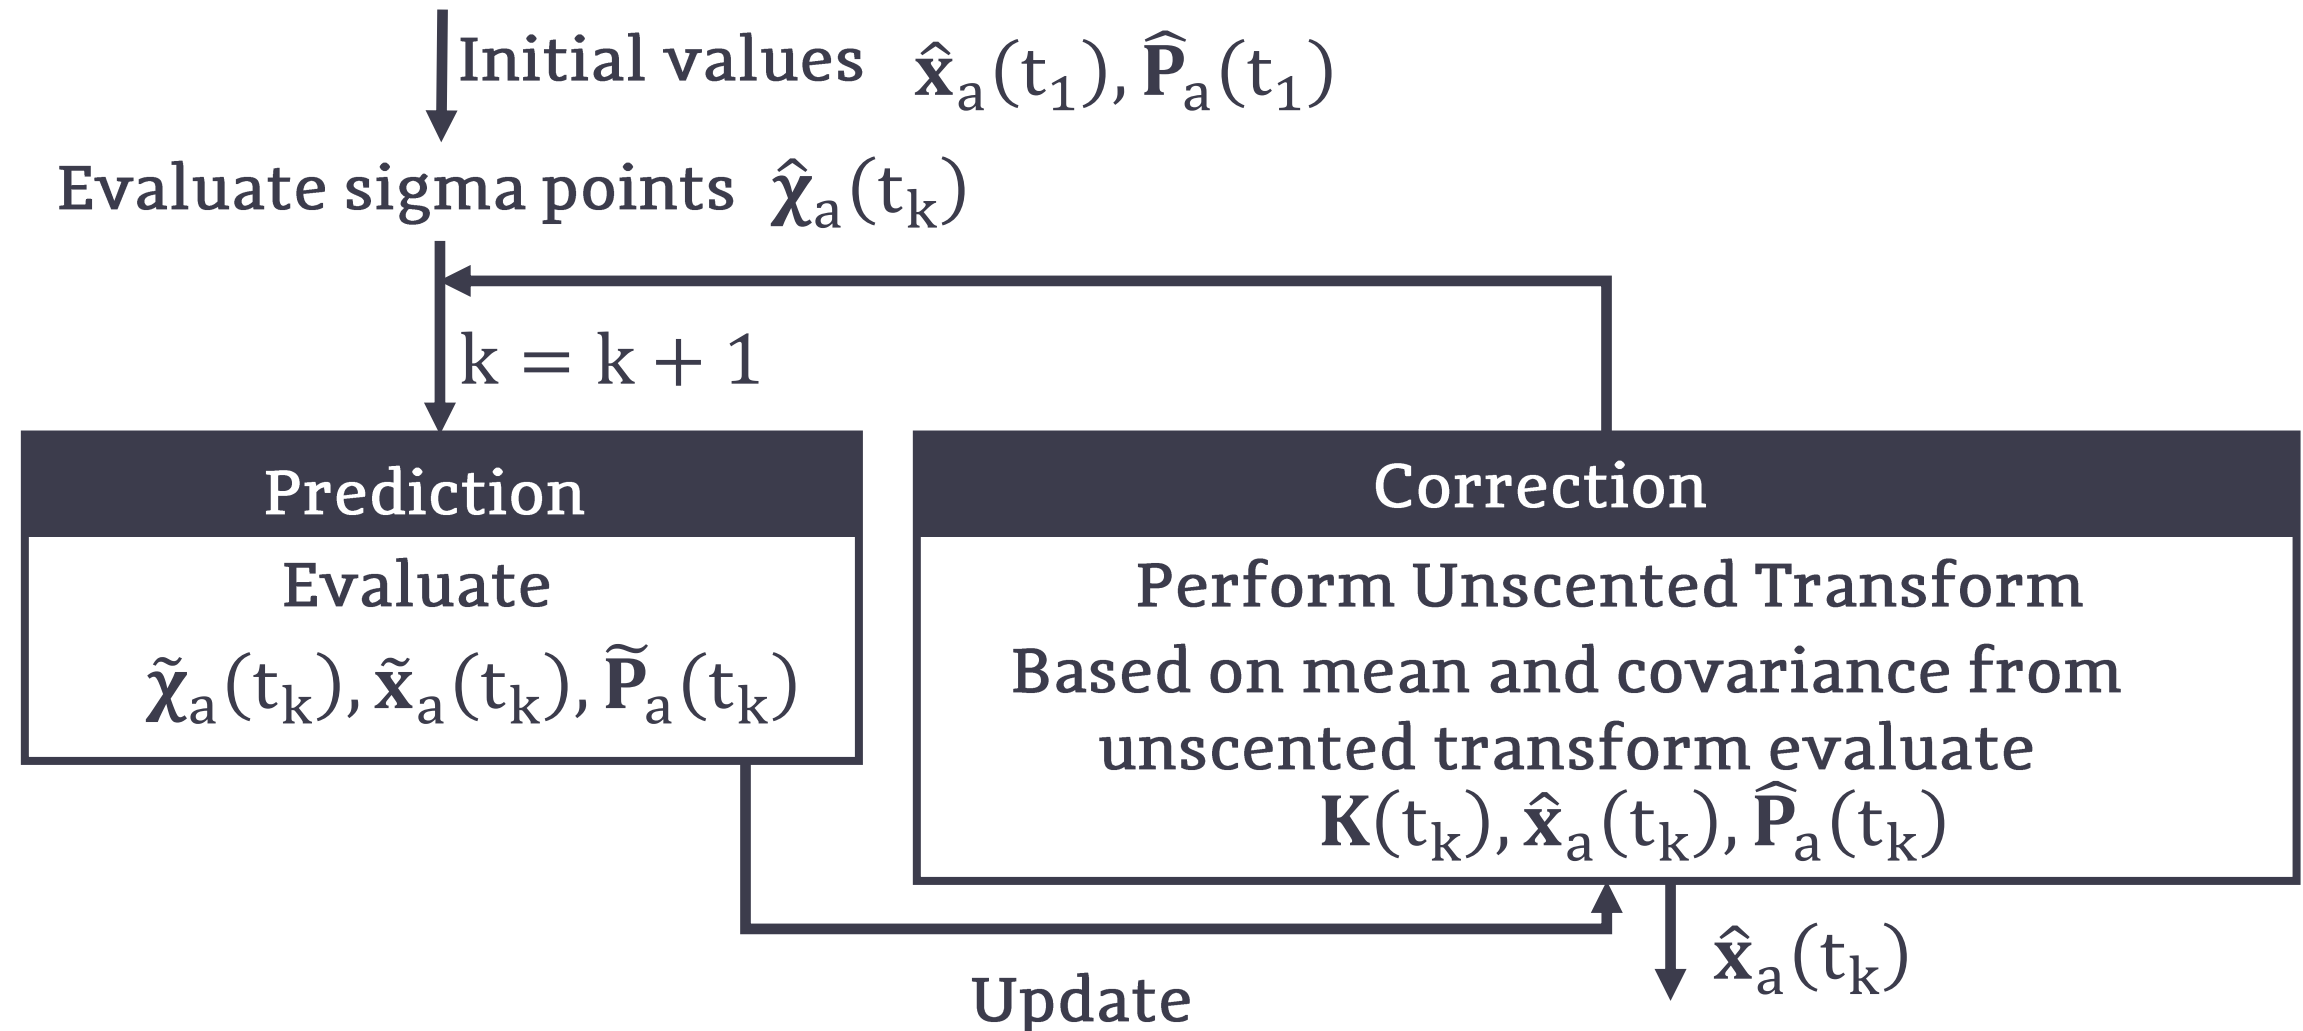 Initial values x̂ₐ(t₁), P̂ₐ(t₁)
Evaluate sigma points χ̂ₐ(tₖ)
k = k + 1
Prediction
Evaluate
χ̃ₐ(tₖ), x̃ₐ(tₖ), P̃ₐ(tₖ)
Correction
Perform Unscented Transform
Based on mean and covariance from
unscented transform evaluate
K(tₖ), x̂ₐ(tₖ), P̂ₐ(tₖ)
Update
x̂ₐ(tₖ)